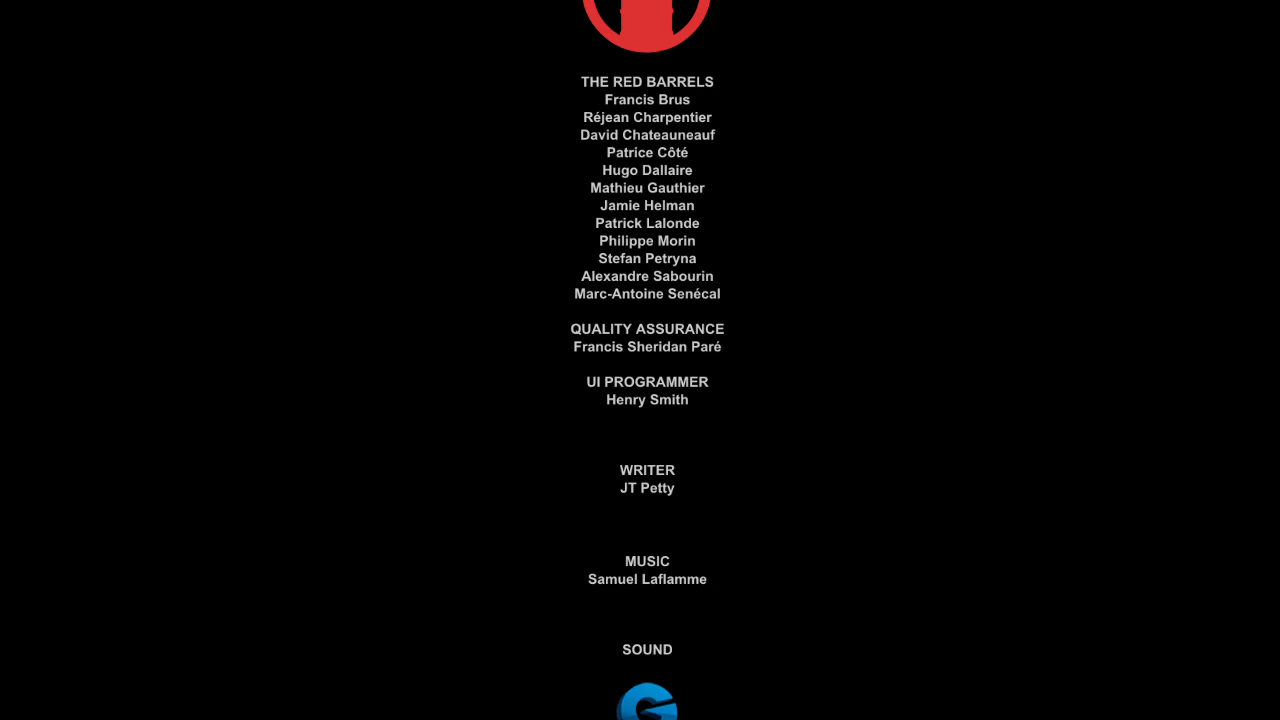 THE RED BARRELS
Francis Brus
Réjean Charpentier
David Chateauneuf
Patrice Côté
Hugo Dallaire
Mathieu Gauthier
Jamie Helman
Patrick Lalonde
Philippe Morin
Stefan Petryna
Alexandre Sabourin
Marc-Antoine Senécal
QUALITY ASSURANCE
Francis Sheridan Paré
UI PROGRAMMER
Henry Smith
WRITER
JT Petty
MUSIC
Samuel Laflamme
SOUND